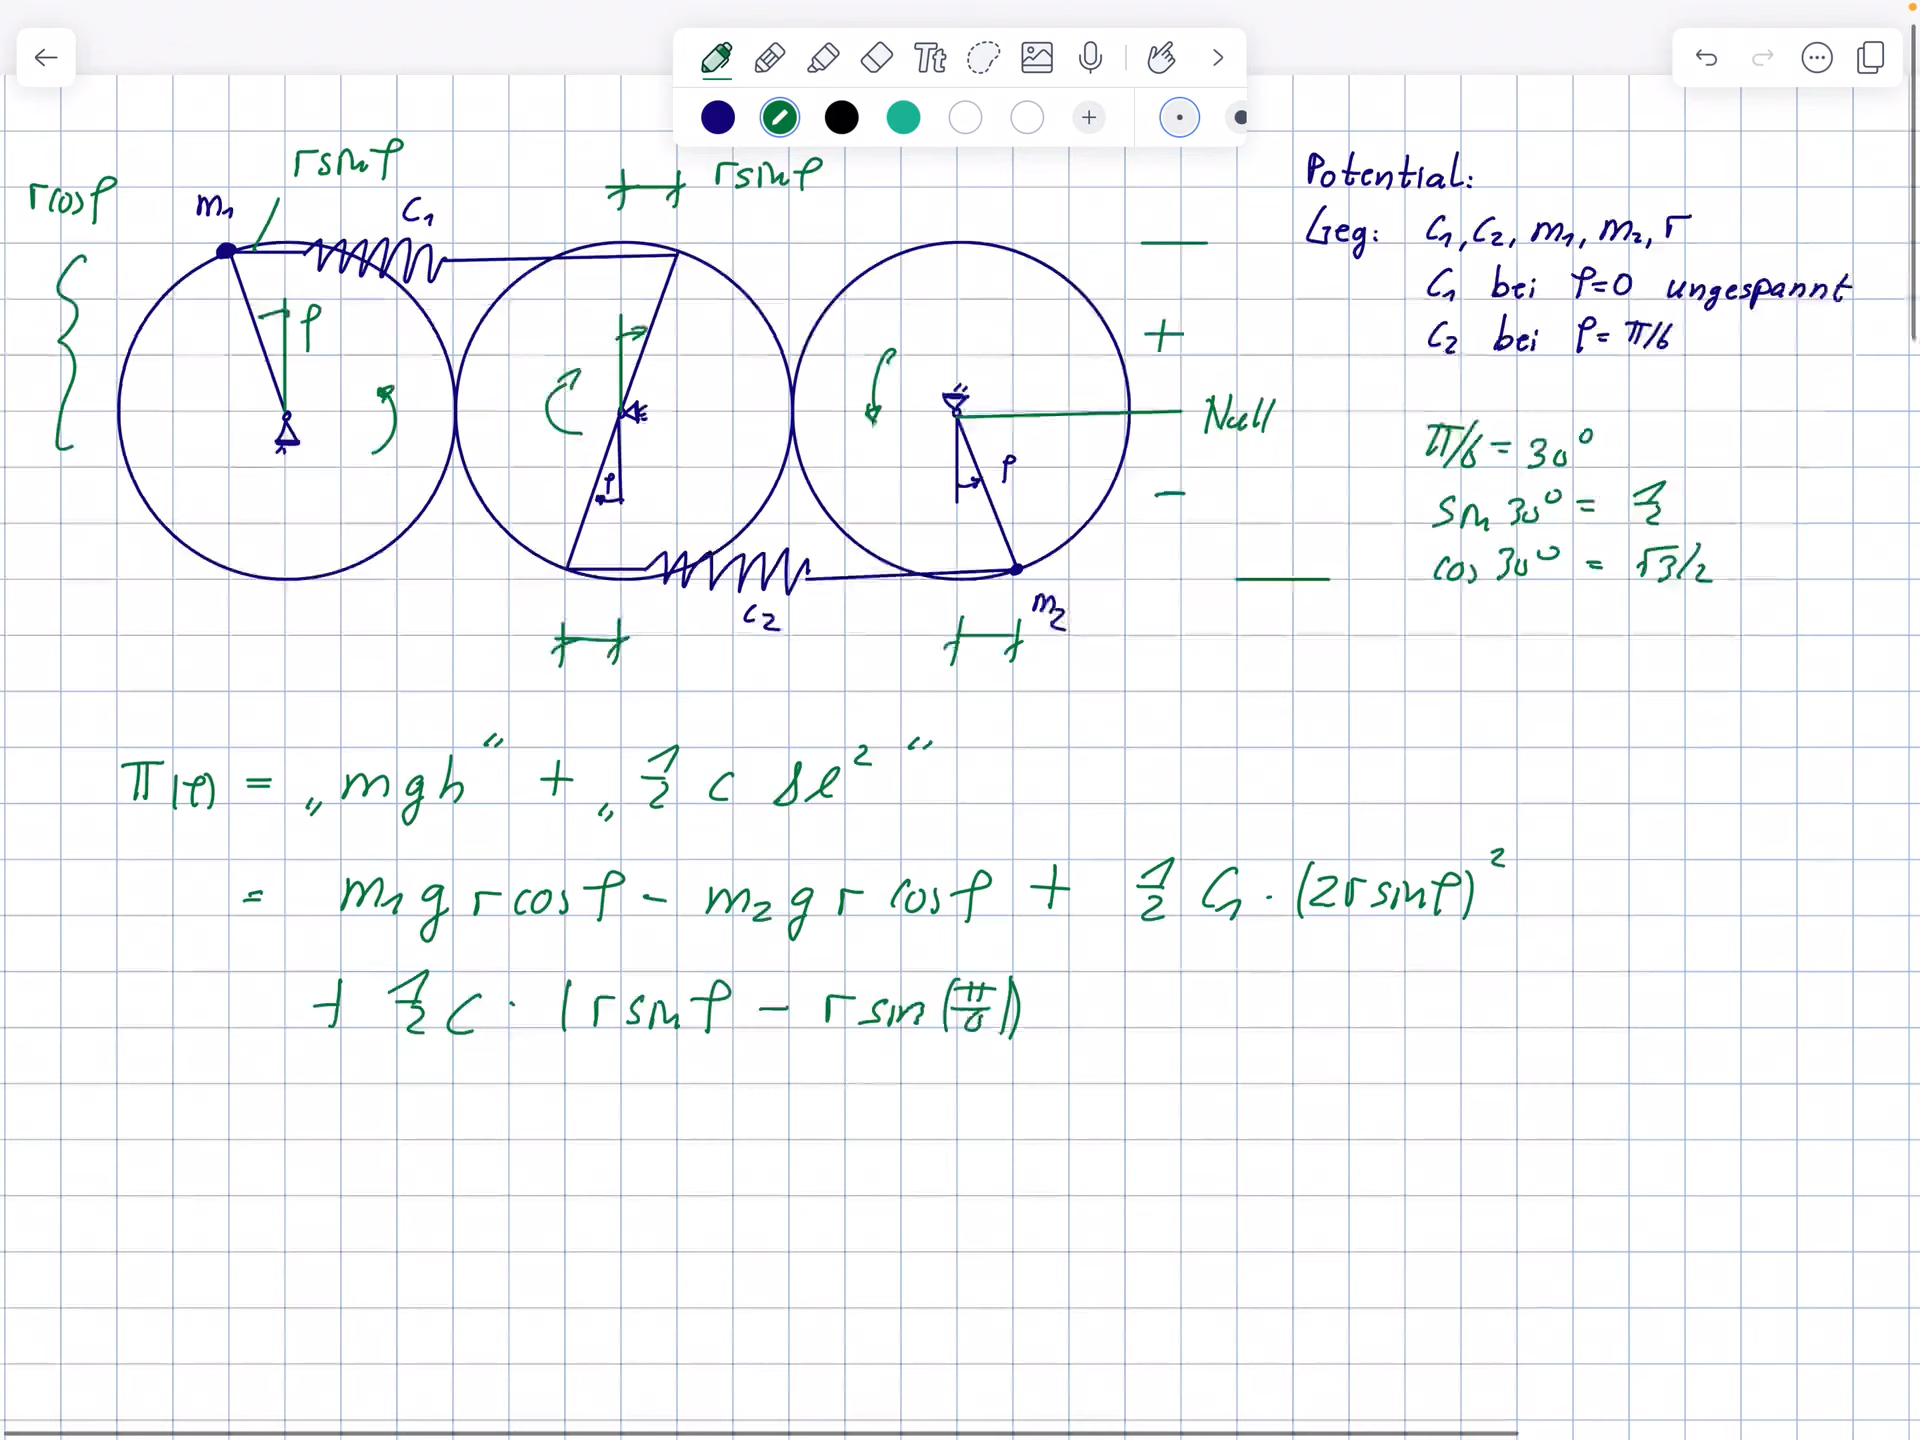 Tt
r cos φ
r sin φ
m₁
C₁
r sin φ
φ
φ
φ
+
Null
−
C₂
m₂
Potential:
Geg: C₁, C₂, m₁, m₂, r
C₁ bei φ=0 ungespannt
C₂ bei φ= π/6
π/6 = 30°
sin 30° = 1/2
cos 30° = √3/2
Π(φ) = „mgh“ + „1/2 c Δl²“
= m₁ g r cos φ − m₂ g r cos φ + 1/2 C₁ · (2r sin φ)²
+ 1/2 C · (r sin φ − r sin(π/6))